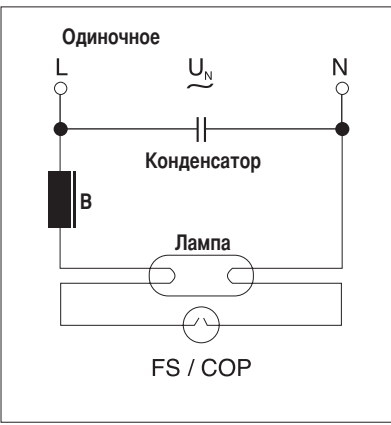 Одиночное
L U_N N
~
Конденсатор
B
Лампа
FS / COP